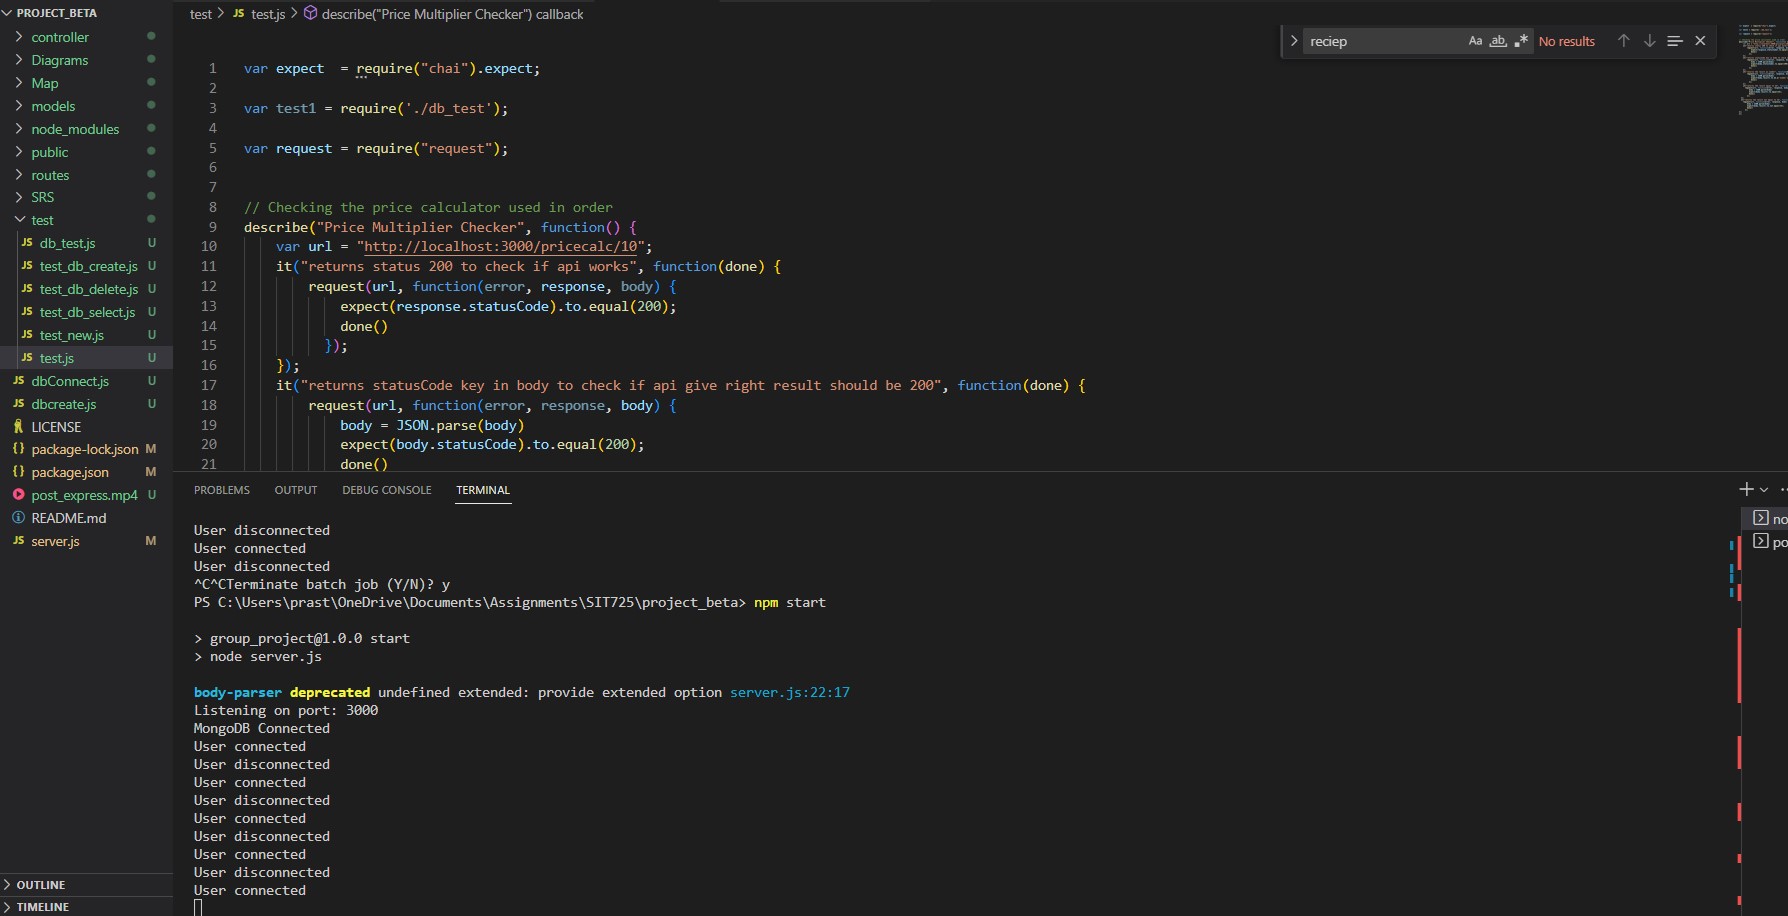 PROJECT_BETA
controller
Diagrams
Map
models
node_modules
public
routes
SRS
test
JS db_test.js U
JS test_db_create.js U
JS test_db_delete.js U
JS test_db_select.js U
JS test_new.js U
JS test.js U
JS dbConnect.js U
JS dbcreate.js U
LICENSE
{} package-lock.json M
{} package.json M
post_express.mp4 U
README.md
JS server.js M
OUTLINE
TIMELINE
test > JS test.js > describe("Price Multiplier Checker") callback
reciep Aa ab No results
1 var expect  = require("chai").expect;
2
3 var test1 = require('./db_test');
4
5 var request = require("request");
6
7
8 // Checking the price calculator used in order
9 describe("Price Multiplier Checker", function() {
10 var url = "http://localhost:3000/pricecalc/10";
11 it("returns status 200 to check if api works", function(done) {
12 request(url, function(error, response, body) {
13 expect(response.statusCode).to.equal(200);
14 done()
15 });
16 });
17 it("returns statusCode key in body to check if api give right result should be 200", function(done) {
18 request(url, function(error, response, body) {
19 body = JSON.parse(body)
20 expect(body.statusCode).to.equal(200);
21 done()
PROBLEMS OUTPUT DEBUG CONSOLE TERMINAL
User disconnected
User connected
User disconnected
^C^CTerminate batch job (Y/N)? y
PS C:\Users\prast\OneDrive\Documents\Assignments\SIT725\project_beta> npm start
> group_project@1.0.0 start
> node server.js
body-parser deprecated undefined extended: provide extended option server.js:22:17
Listening on port: 3000
MongoDB Connected
User connected
User disconnected
User connected
User disconnected
User connected
User disconnected
User connected
User disconnected
User connected
no
po